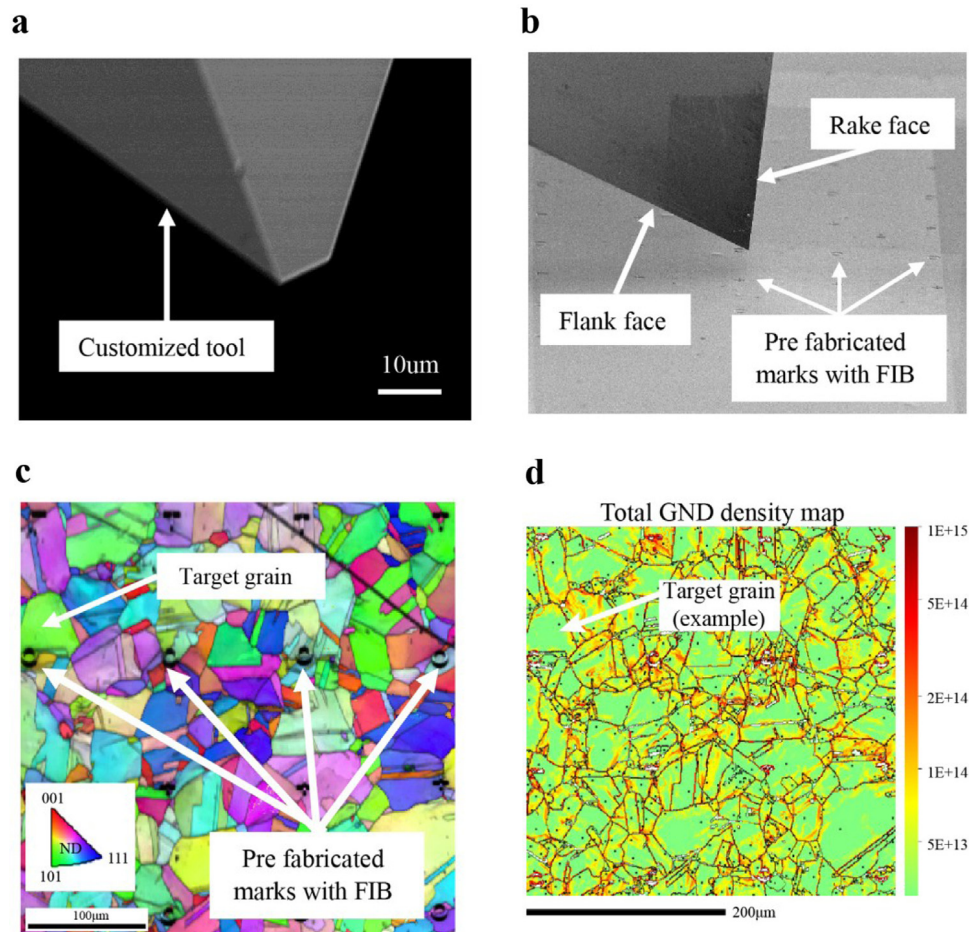 a
Customized tool
10um
b
Rake face
Flank face
Pre fabricated
marks with FIB
c
Target grain
001
ND
111
101
100μm
Pre fabricated
marks with FIB
d
Total GND density map
Target grain
(example)
1E+15
5E+14
2E+14
1E+14
5E+13
200μm